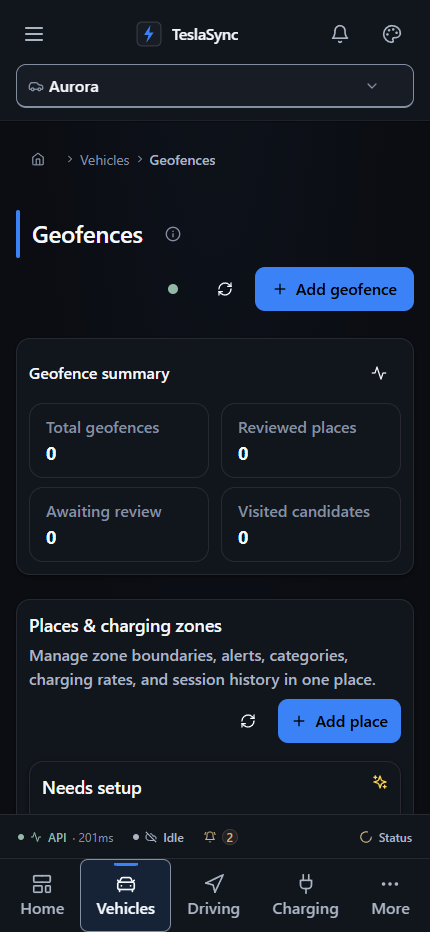 TeslaSync
Aurora
Vehicles Geofences
Geofences
Add geofence
Geofence summary
Total geofences
0
Reviewed places
0
Awaiting review
0
Visited candidates
0
Places & charging zones
Manage zone boundaries, alerts, categories,
charging rates, and session history in one place.
Add place
Needs setup
API · 201ms Idle 2 Status
Home Vehicles Driving Charging More